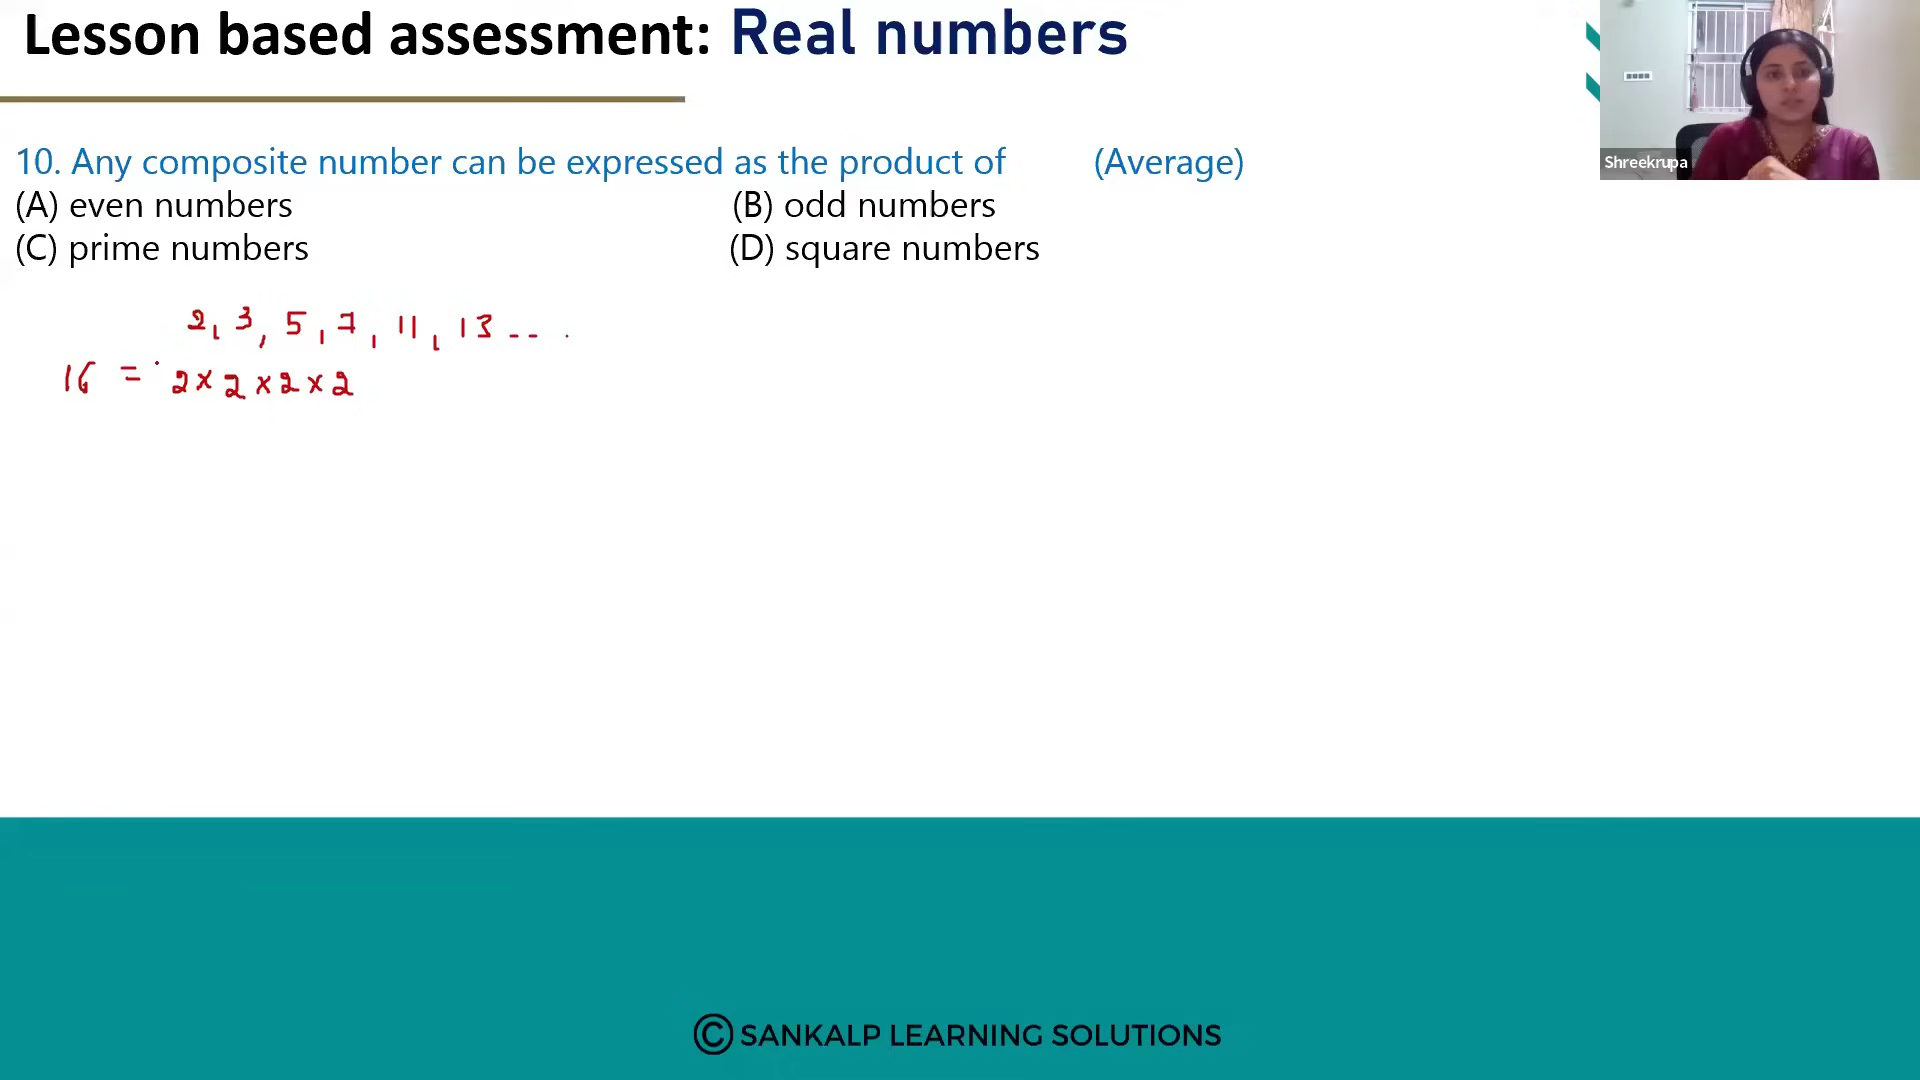 Lesson based assessment: Real numbers
Shreekrupa
10. Any composite number can be expressed as the product of (Average)
(A) even numbers (B) odd numbers
(C) prime numbers (D) square numbers
2, 3, 5, 7, 11, 13 -- .
16 = 2 × 2 × 2 × 2
© SANKALP LEARNING SOLUTIONS